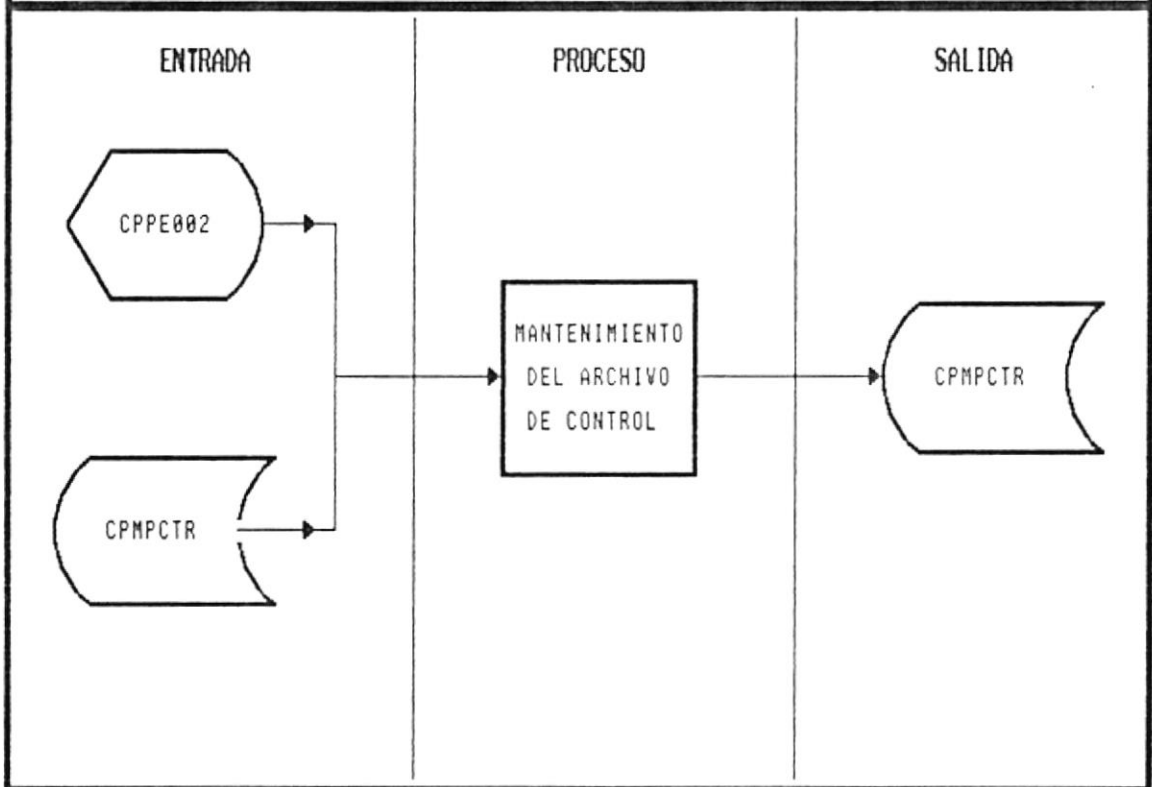 ENTRADA
PROCESO
SALIDA
CPPE002
MANTENIMIENTO
DEL ARCHIVO
DE CONTROL
CPMPCTR
CPMPCTR